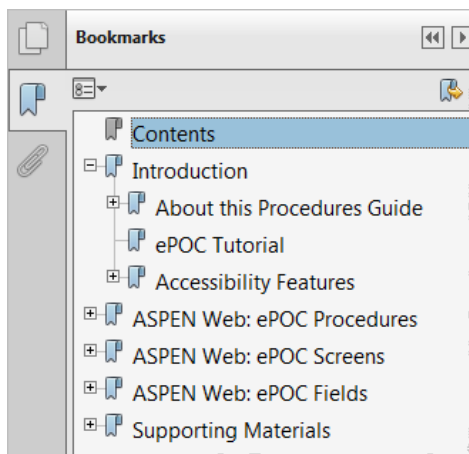 Bookmarks
Contents
Introduction
About this Procedures Guide
ePOC Tutorial
Accessibility Features
ASPEN Web: ePOC Procedures
ASPEN Web: ePOC Screens
ASPEN Web: ePOC Fields
Supporting Materials